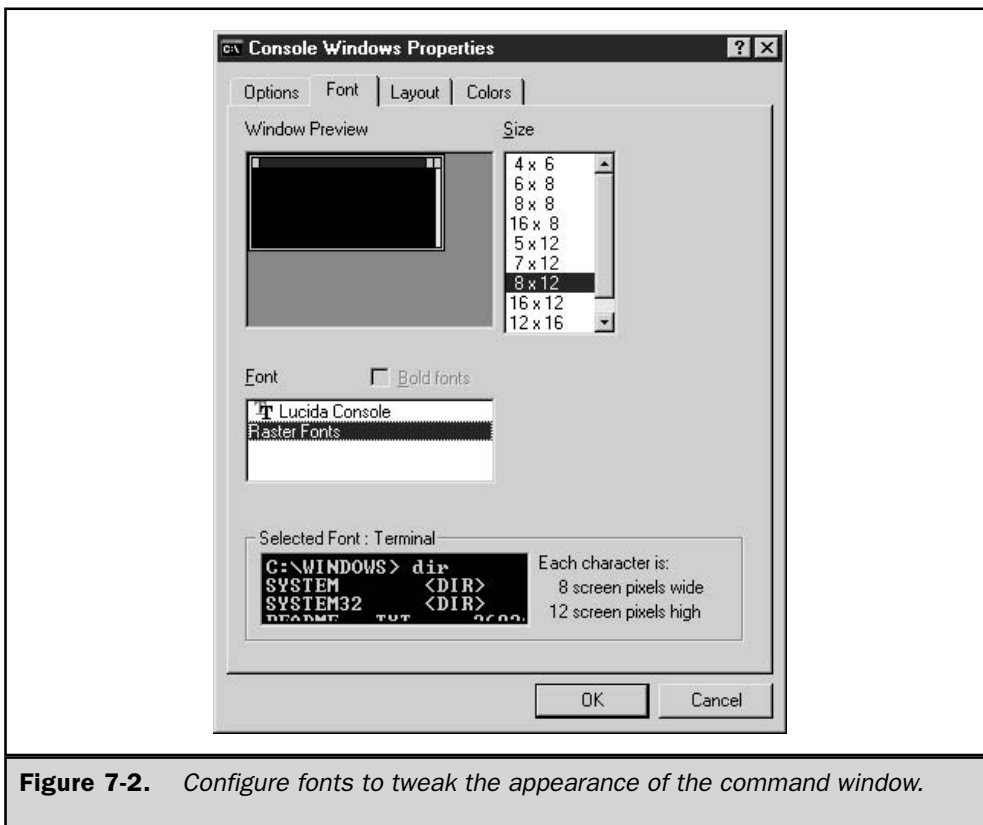 Console Windows Properties
Options Font Layout Colors
Window Preview
Size
4 x 6
6 x 8
8 x 8
16 x 8
5 x 12
7 x 12
8 x 12
16 x 12
12 x 16
Font
Bold fonts
Lucida Console
Raster Fonts
Selected Font : Terminal
C:\WINDOWS> dir
SYSTEM <DIR>
SYSTEM32 <DIR>
README TXT
Each character is:
8 screen pixels wide
12 screen pixels high
OK
Cancel
Figure 7-2. Configure fonts to tweak the appearance of the command window.